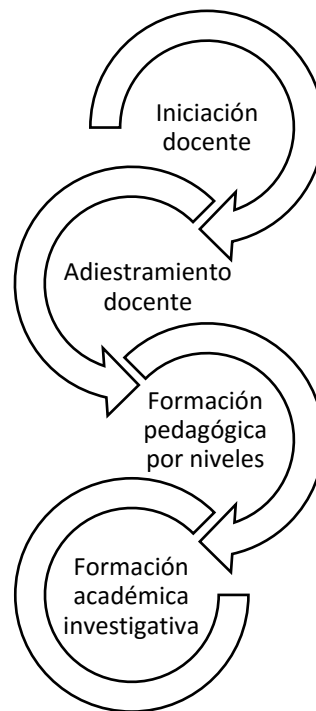 Iniciación
docente
Adiestramiento
docente
Formación
pedagógica
por niveles
Formación
académica
investigativa